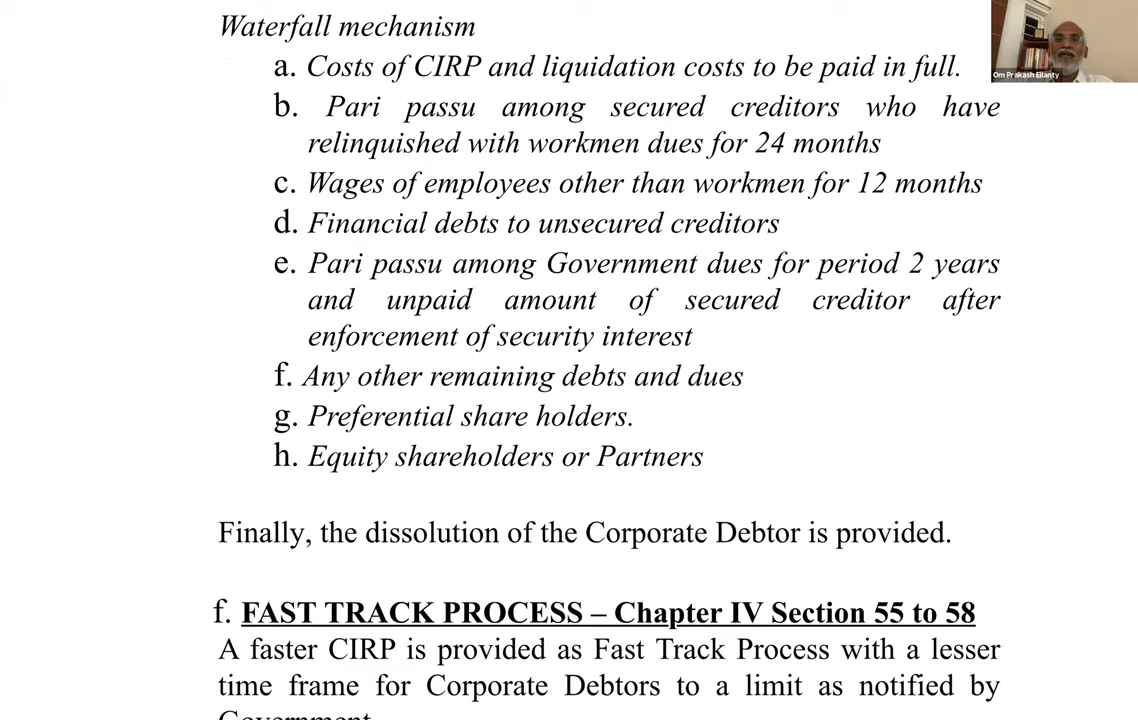 Waterfall mechanism
a. Costs of CIRP and liquidation costs to be paid in full.
b. Pari passu among secured creditors who have
relinquished with workmen dues for 24 months
c. Wages of employees other than workmen for 12 months
d. Financial debts to unsecured creditors
e. Pari passu among Government dues for period 2 years
and unpaid amount of secured creditor after
enforcement of security interest
f. Any other remaining debts and dues
g. Preferential share holders.
h. Equity shareholders or Partners
Finally, the dissolution of the Corporate Debtor is provided.
f. FAST TRACK PROCESS – Chapter IV Section 55 to 58
A faster CIRP is provided as Fast Track Process with a lesser
time frame for Corporate Debtors to a limit as notified by
Government
Om Prakash Ellanty